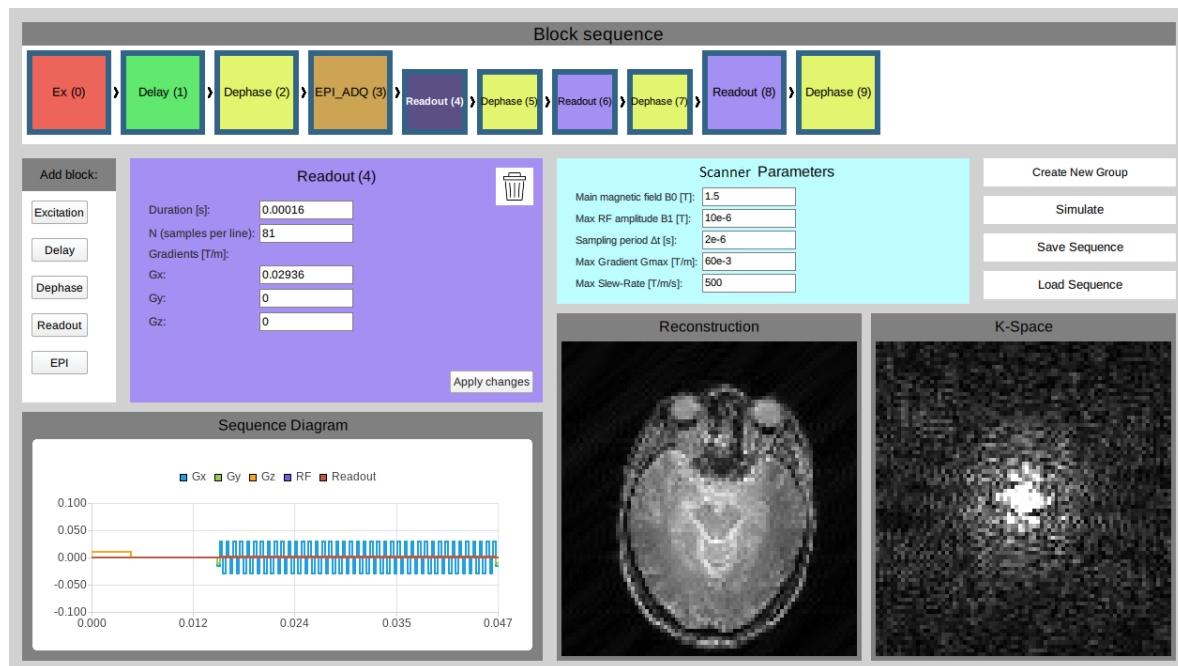 Block sequence
Ex (0) Delay (1) Dephase (2) EPI_ADQ (3) Readout (4) Dephase (5) Readout (6) Dephase (7) Readout (8) Dephase (9)
Add block:
Excitation
Delay
Dephase
Readout
EPI
Readout (4)
Duration [s]: 0.00016
N (samples per line): 81
Gradients [T/m]:
Gx: 0.02936
Gy: 0
Gz: 0
Apply changes
Scanner Parameters
Main magnetic field B0 [T]: 1.5
Max RF amplitude B1 [T]: 10e-6
Sampling period Δt [s]: 2e-6
Max Gradient Gmax [T/m]: 60e-3
Max Slew-Rate [T/m/s]: 500
Create New Group
Simulate
Save Sequence
Load Sequence
Sequence Diagram
Gx Gy Gz RF Readout
0.100
0.050
0.000
-0.050
-0.100
0.000 0.012 0.024 0.035 0.047
Reconstruction
K-Space